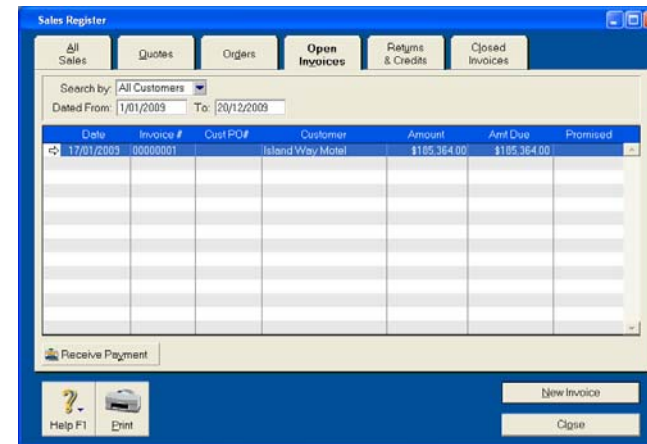 Sales Register
All Sales
Quotes
Orders
Open Invoices
Returns & Credits
Closed Invoices
Search by: All Customers
Dated From: 1/01/2009 To: 20/12/2009
Date Invoice # Cust PO# Customer Amount Amt Due Promised
17/01/2009 00000001 Island Way Motel $185,364.00 $185,364.00
Receive Payment
New Invoice
Help F1 Print Close